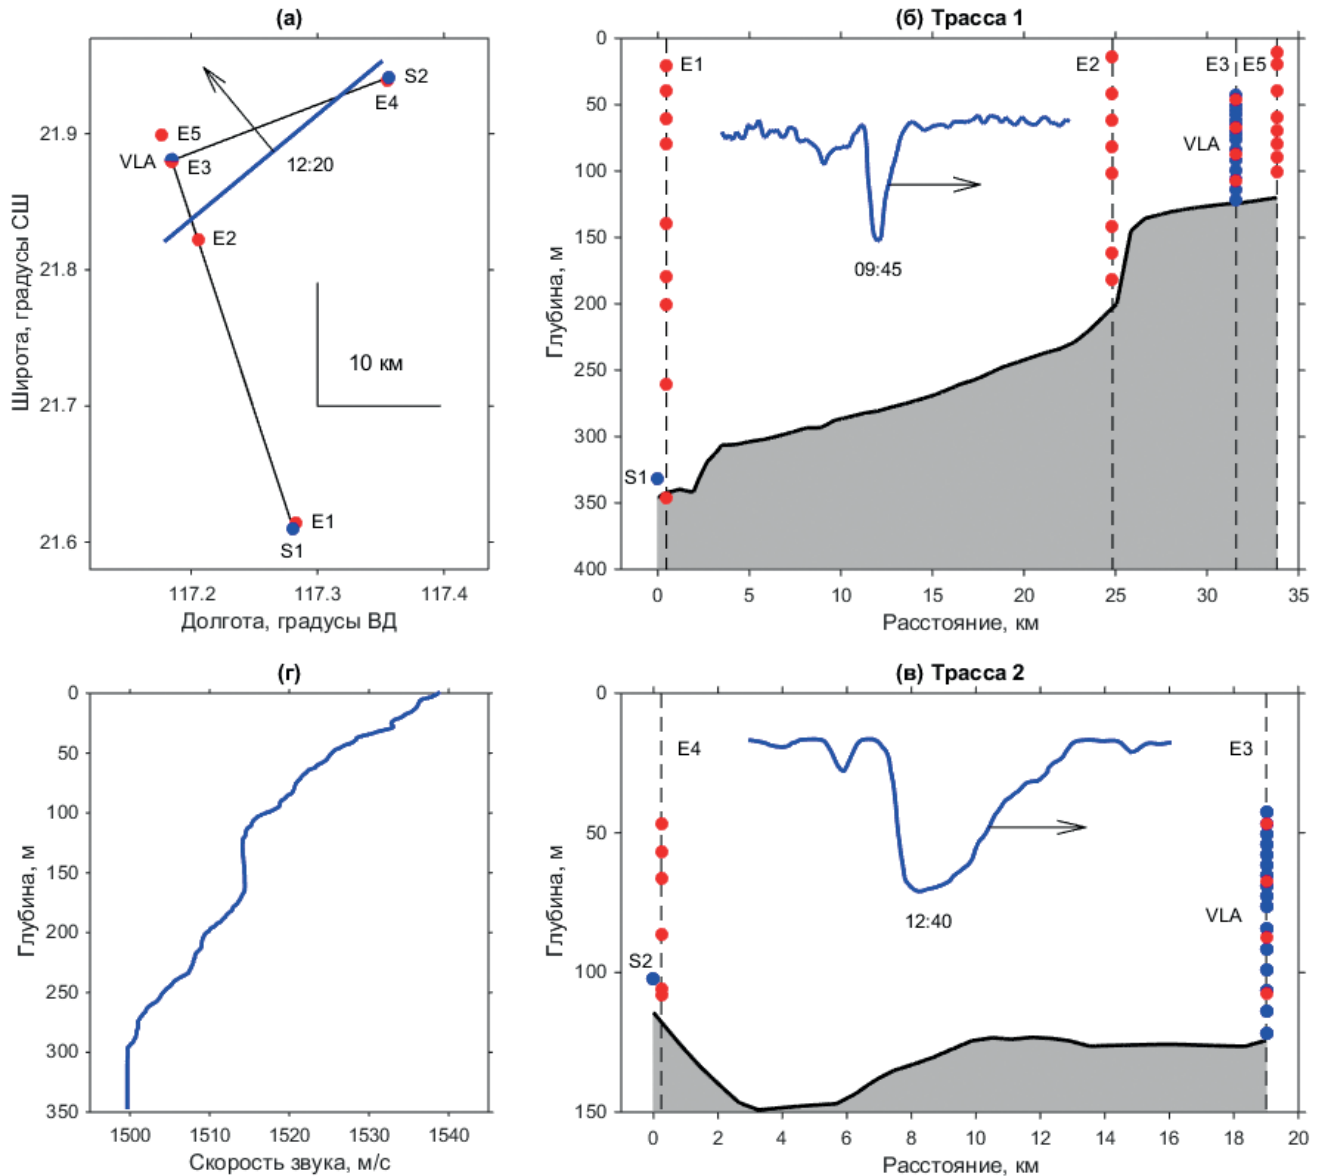 (а)
21.9
21.8
21.7
21.6
Широта, градусы СШ
S2
E4
E5
VLA
E3
12:20
E2
10 км
E1
S1
117.2 117.3 117.4
Долгота, градусы ВД
(б) Трасса 1
0
50
100
150
200
250
300
350
400
Глубина, м
E1
E2
E3 E5
VLA
09:45
S1
0 5 10 15 20 25 30 35
Расстояние, км
(г)
0
50
100
150
200
250
300
350
Глубина, м
1500 1510 1520 1530 1540
Скорость звука, м/с
(в) Трасса 2
0
50
100
150
Глубина, м
E4
E3
VLA
12:40
S2
0 2 4 6 8 10 12 14 16 18 20
Расстояние, км